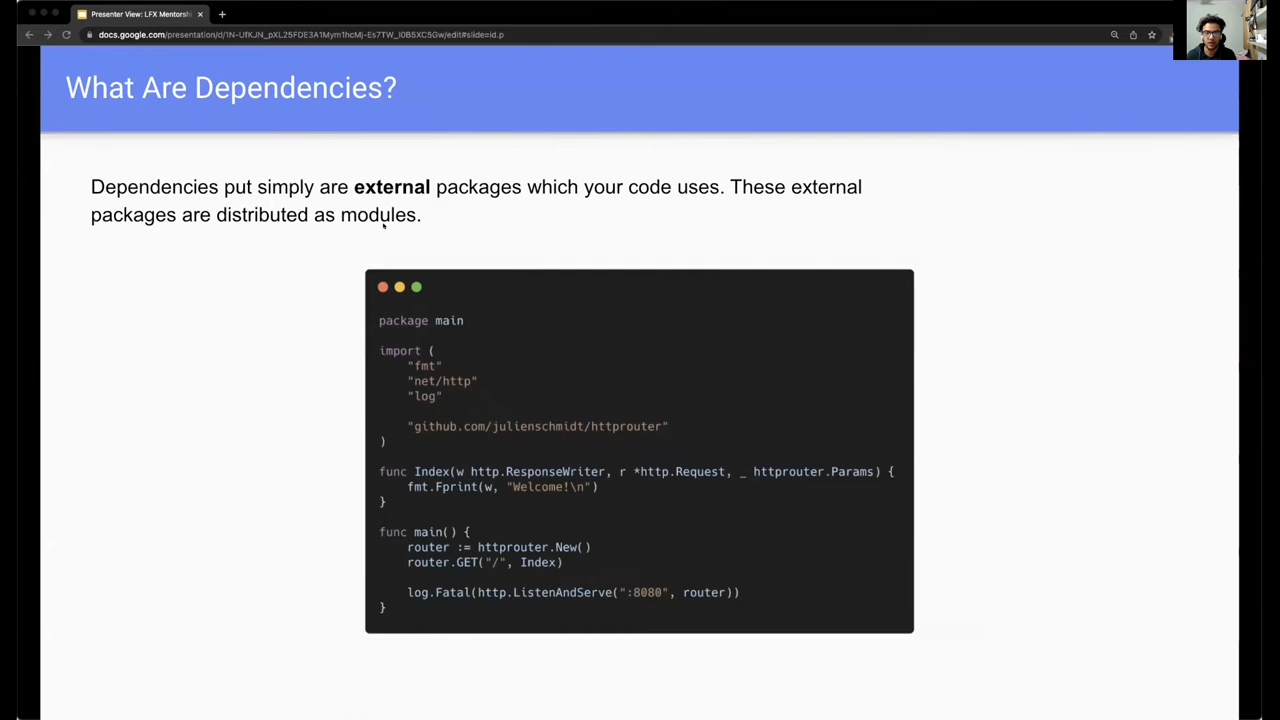 Presenter View: LFX Mentorshi
docs.google.com/presentation/d/1N-UfKJN_pXL25FDE3A1Mym1hcMj-Es7TW_I0B5XC5Gw/edit#slide=id.p
What Are Dependencies?
Dependencies put simply are external packages which your code uses. These external
packages are distributed as modules.
package main
import (
"fmt"
"net/http"
"log"
"github.com/julienschmidt/httprouter"
)
func Index(w http.ResponseWriter, r *http.Request, _ httprouter.Params) {
fmt.Fprint(w, "Welcome!\n")
}
func main() {
router := httprouter.New()
router.GET("/", Index)
log.Fatal(http.ListenAndServe(":8080", router))
}